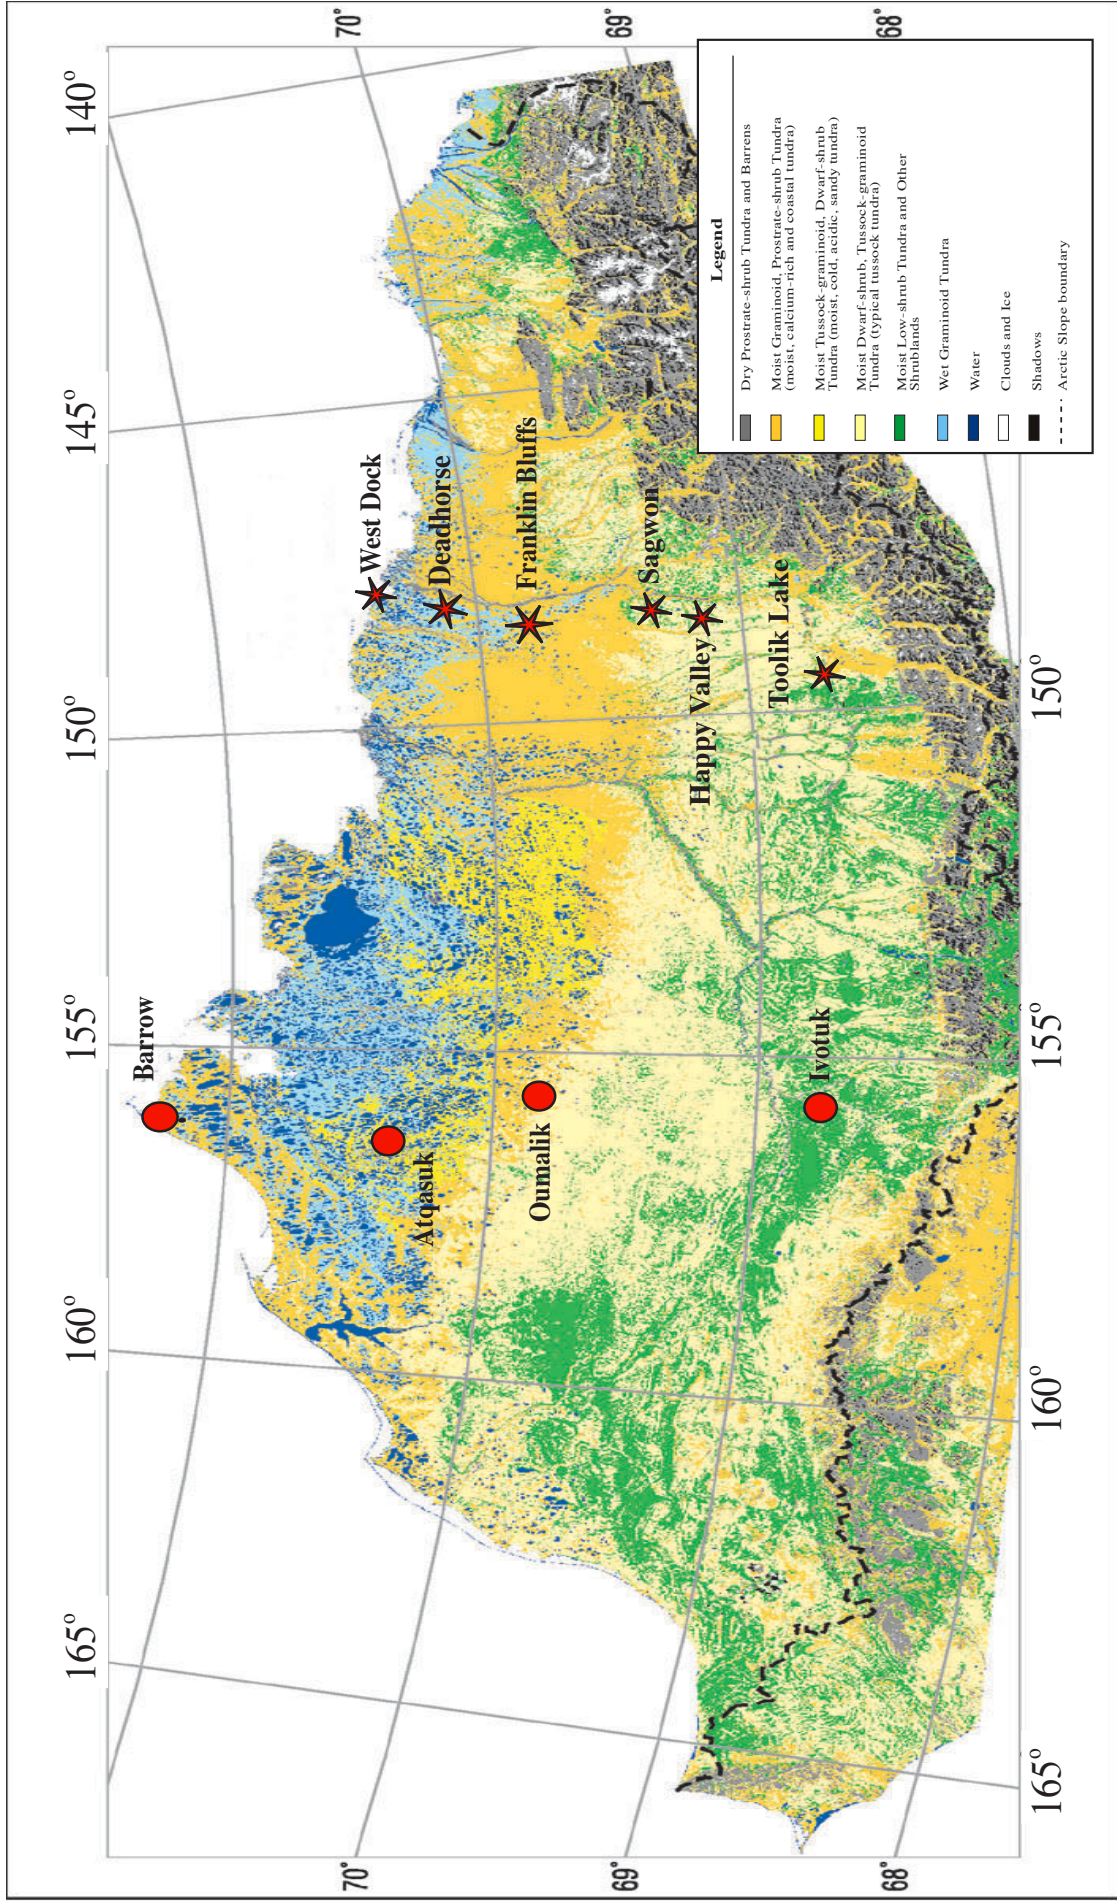 165°
160°
155°
150°
145°
140°
70°
70°
69°
69°
68°
68°
165°
160°
155°
150°
Barrow
Atqasuk
Oumalik
Ivotuk
West Dock
Deadhorse
Franklin Bluffs
Sagwon
Happy Valley
Toolik Lake
Legend
Dry Prostrate-shrub Tundra and Barrens
Moist Graminoid, Prostrate-shrub Tundra
(moist, calcium-rich and coastal tundra)
Moist Tussock-graminoid, Dwarf-shrub
Tundra (moist, cold, acidic, sandy tundra)
Moist Dwarf-shrub, Tussock-graminoid
Tundra (typical tussock tundra)
Moist Low-shrub Tundra and Other
Shrublands
Wet Graminoid Tundra
Water
Clouds and Ice
Shadows
Arctic Slope boundary